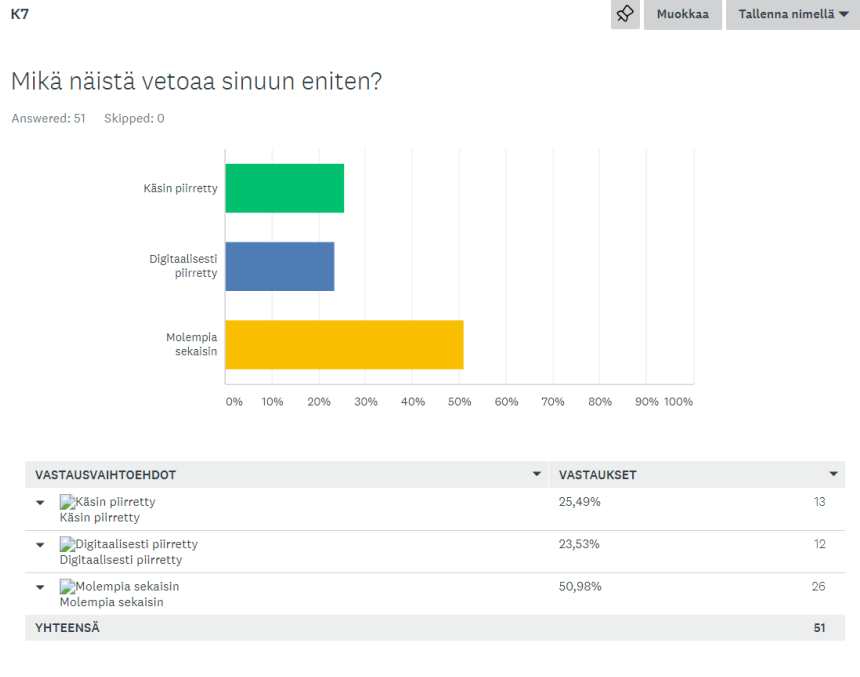 K7
Muokkaa
Tallenna nimellä
Mikä näistä vetoaa sinuun eniten?
Answered: 51 Skipped: 0
Käsin piirretty
Digitaalisesti
piirretty
Molempia
sekaisin
0% 10% 20% 30% 40% 50% 60% 70% 80% 90% 100%
VASTAUSVAIHTOEHDOT VASTAUKSET
Käsin piirretty
Käsin piirretty 25,49% 13
Digitaalisesti piirretty
Digitaalisesti piirretty 23,53% 12
Molempia sekaisin
Molempia sekaisin 50,98% 26
YHTEENSÄ 51